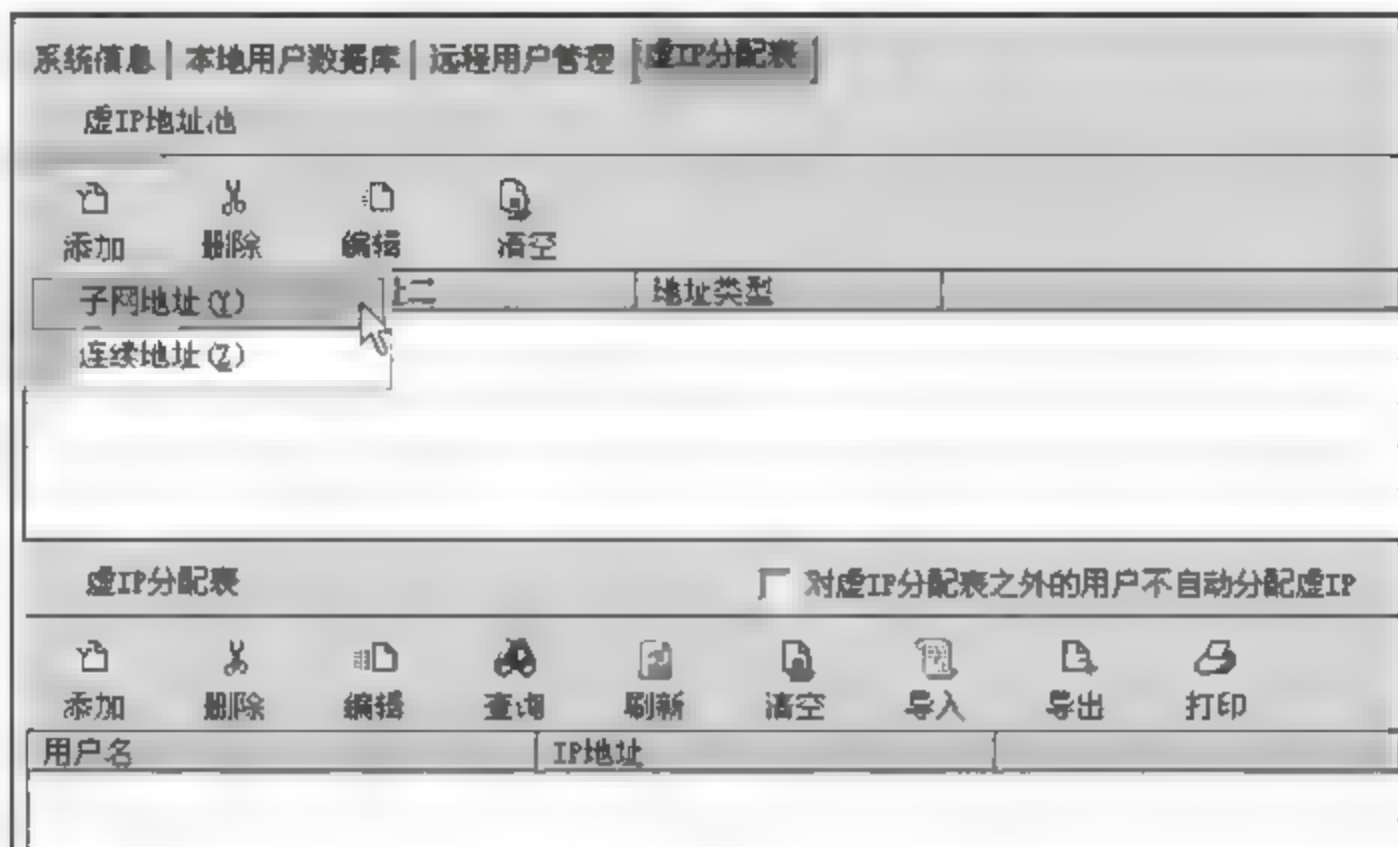 系统信息 本地用户数据库 远程用户管理 虚IP分配表
虚IP地址池
添加 删除 编辑 清空
子网地址(Y) 地址类型
连续地址(Z)
虚IP分配表 对虚IP分配表之外的用户不自动分配虚IP
添加 删除 编辑 查询 刷新 清空 导入 导出 打印
用户名 IP地址